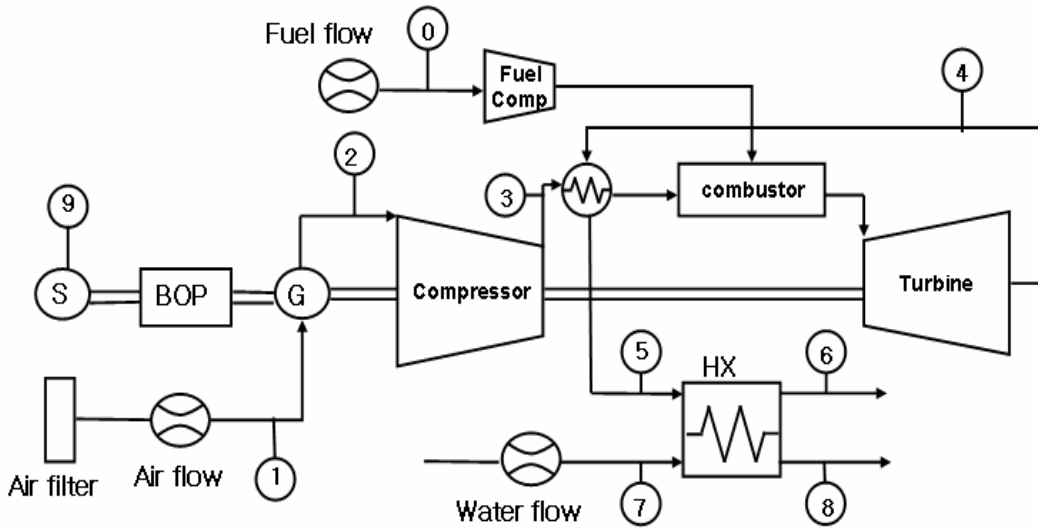 Fuel flow
0
Fuel
Comp
4
2
3
combustor
9
S
BOP
G
Compressor
Turbine
5
HX
6
Air filter
Air flow
1
Water flow
7
8